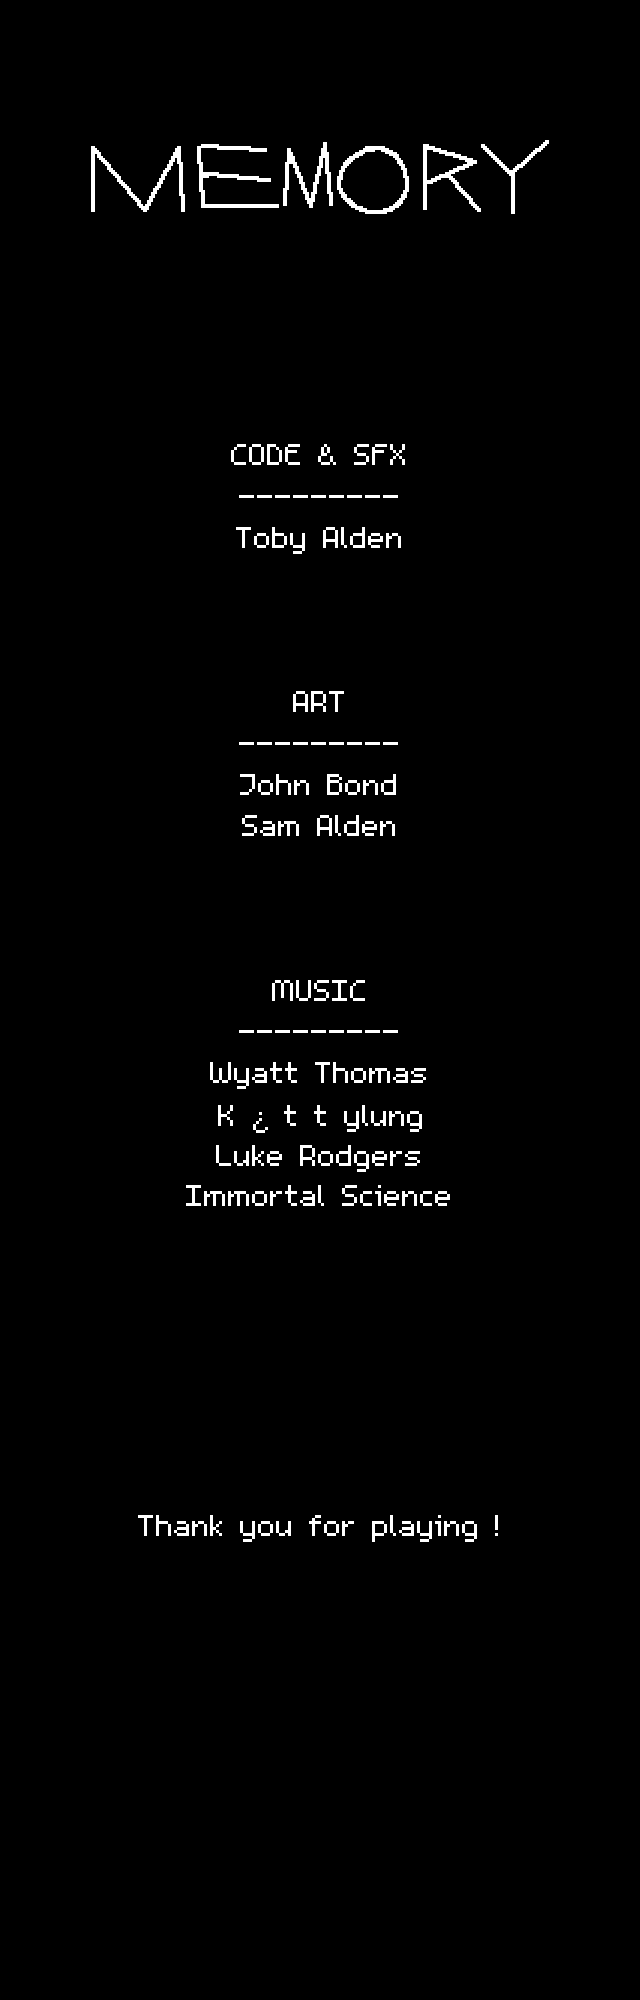 MEMORY
CODE & SFX
---------
Toby Alden
ART
---------
John Bond
Sam Alden
MUSIC
---------
Wyatt Thomas
K ¿ t t ylung
Luke Rodgers
Immortal Science
Thank you for playing !